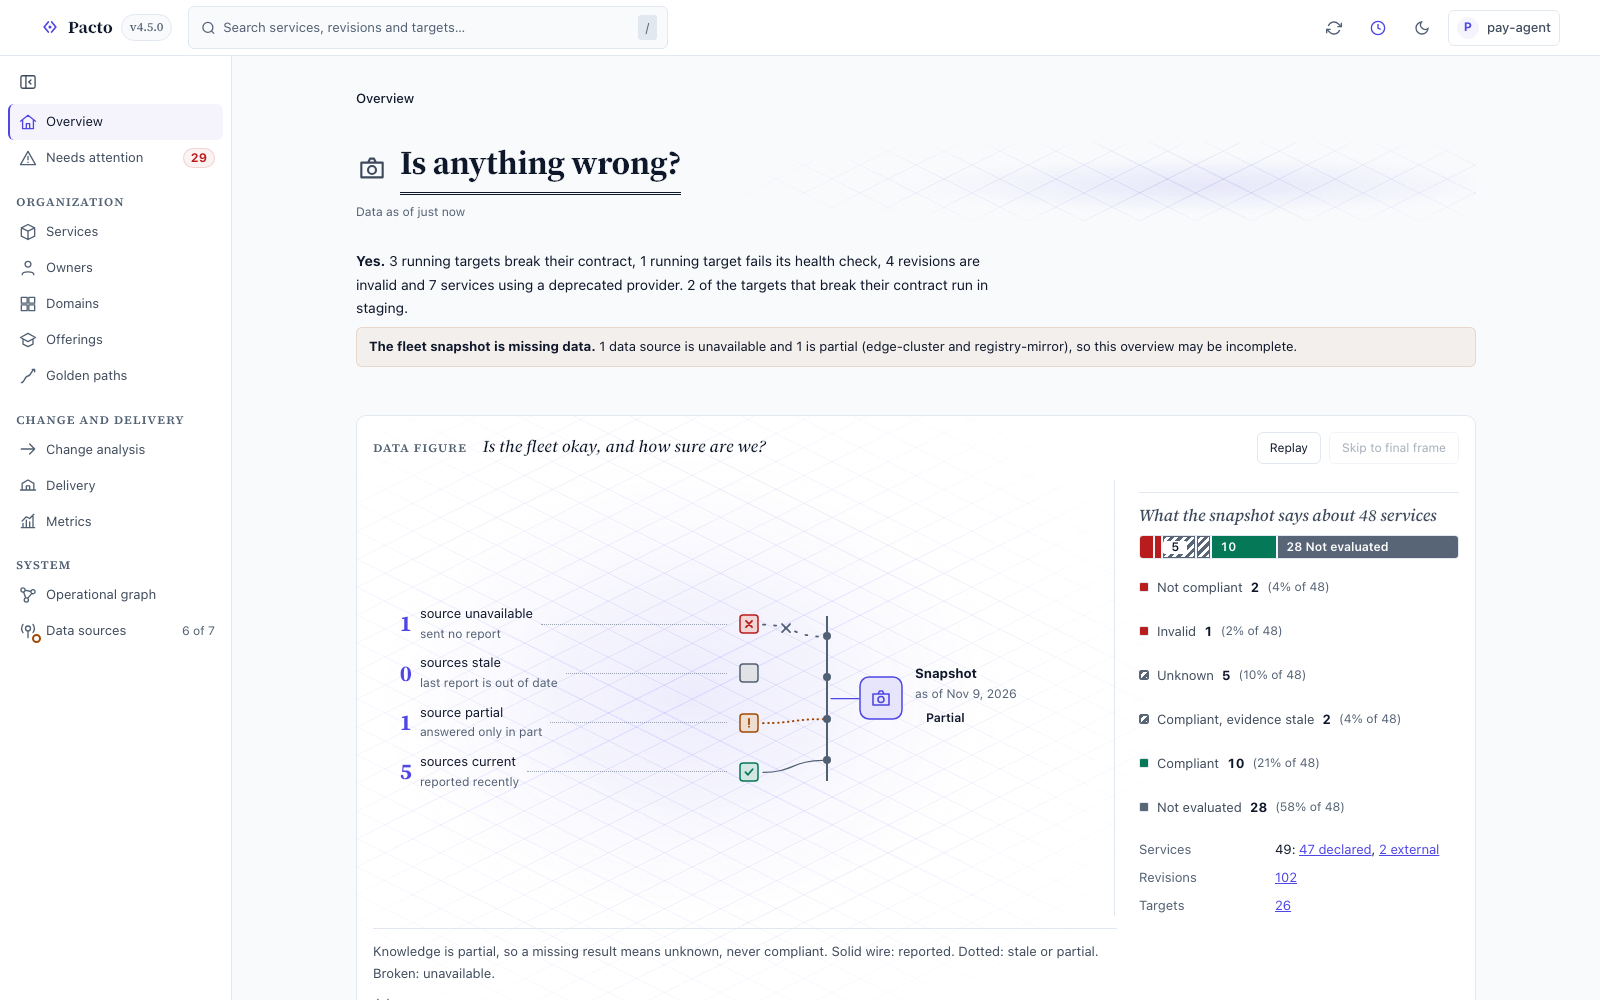 Pacto v4.5.0
Search services, revisions and targets... /
P pay-agent
Overview
Needs attention 29
ORGANIZATION
Services
Owners
Domains
Offerings
Golden paths
CHANGE AND DELIVERY
Change analysis
Delivery
Metrics
SYSTEM
Operational graph
Data sources 6 of 7
Overview
Is anything wrong?
Data as of just now
Yes. 3 running targets break their contract, 1 running target fails its health check, 4 revisions are
invalid and 7 services using a deprecated provider. 2 of the targets that break their contract run in
staging.
The fleet snapshot is missing data. 1 data source is unavailable and 1 is partial (edge-cluster and registry-mirror), so this overview may be incomplete.
DATA FIGURE Is the fleet okay, and how sure are we?
Replay
Skip to final frame
1 source unavailable
sent no report
0 sources stale
last report is out of date
1 source partial
answered only in part
5 sources current
reported recently
Snapshot
as of Nov 9, 2026
Partial
What the snapshot says about 48 services
5 10 28 Not evaluated
Not compliant 2 (4% of 48)
Invalid 1 (2% of 48)
Unknown 5 (10% of 48)
Compliant, evidence stale 2 (4% of 48)
Compliant 10 (21% of 48)
Not evaluated 28 (58% of 48)
Services 49: 47 declared, 2 external
Revisions 102
Targets 26
Knowledge is partial, so a missing result means unknown, never compliant. Solid wire: reported. Dotted: stale or partial.
Broken: unavailable.